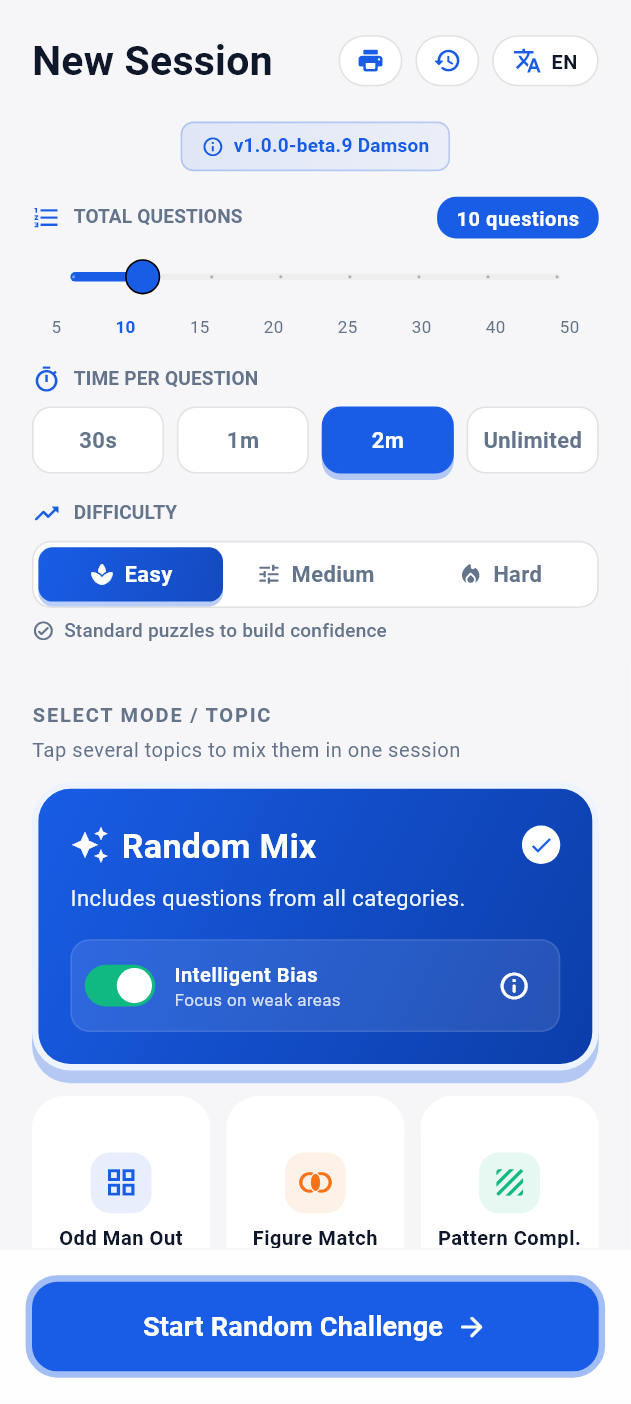 New Session
EN
v1.0.0-beta.9 Damson
TOTAL QUESTIONS
10 questions
5 10 15 20 25 30 40 50
TIME PER QUESTION
30s 1m 2m Unlimited
DIFFICULTY
Easy Medium Hard
Standard puzzles to build confidence
SELECT MODE / TOPIC
Tap several topics to mix them in one session
Random Mix
Includes questions from all categories.
Intelligent Bias
Focus on weak areas
Odd Man Out Figure Match Pattern Compl.
Start Random Challenge